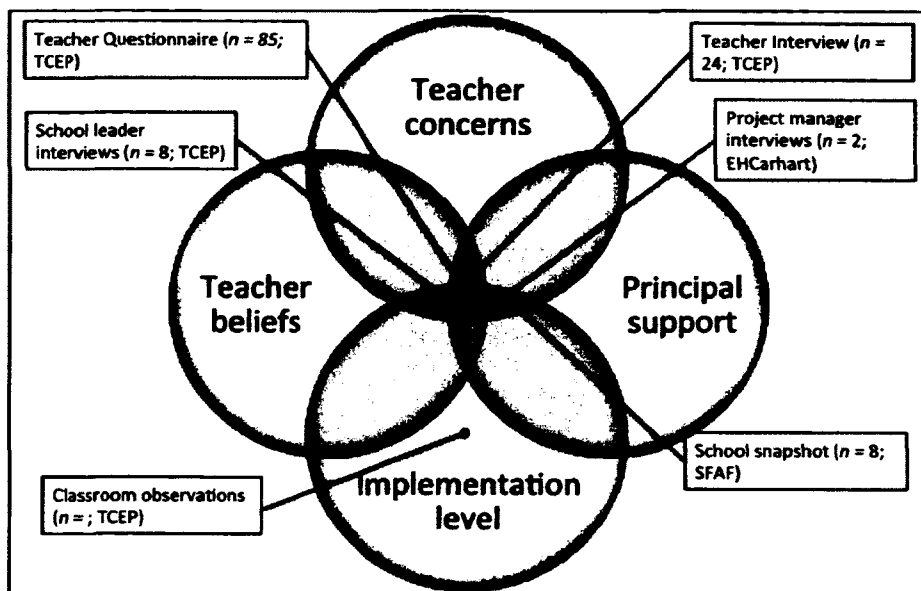 Teacher Questionnaire (n = 85;
TCEP)
Teacher Interview (n =
24; TCEP)
Teacher
concerns
School leader
interviews (n = 8; TCEP)
Project manager
interviews (n = 2;
EHCarhart)
Teacher
beliefs
Principal
support
School snapshot (n = 8;
SFAF)
Classroom observations
(n = ; TCEP)
Implementation
level